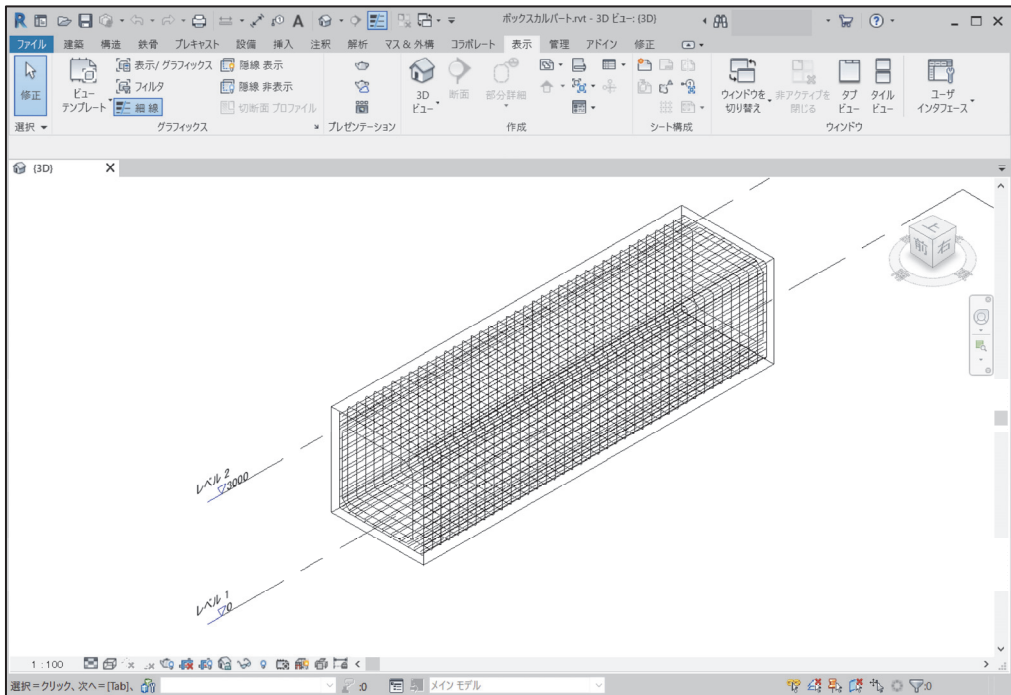 ボックスカルバート.rvt - 3D ビュー: {3D}
ファイル 建築 構造 鉄骨 プレキャスト 設備 挿入 注釈 解析 マス & 外構 コラボレート 表示 管理 アドイン 修正
修正
選択
ビュー
テンプレート
表示/ グラフィックス
フィルタ
細線
隠線 表示
隠線 非表示
切断面 プロファイル
グラフィックス
プレゼンテーション
3D
ビュー
断面
部分詳細
作成
シート構成
ウィンドウを
切り替え
非アクティブを
閉じる
タブ
ビュー
タイル
ビュー
ウィンドウ
ユーザ
インタフェース
{3D}
上
前
右
レベル 2
3000
レベル 1
0
1 : 100
選択=クリック、次へ=[Tab]、
:0
メイン モデル
:0